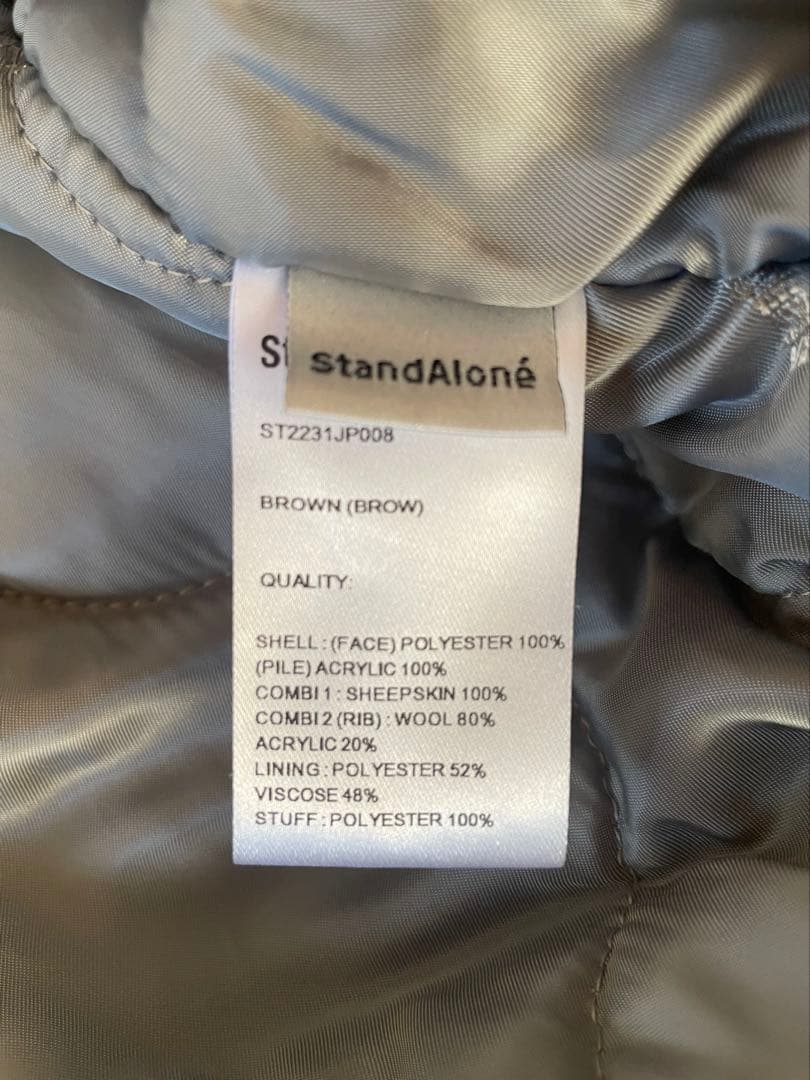 St
standAloné
ST2231JP008
BROWN (BROW)
QUALITY:
SHELL : (FACE) POLYESTER 100%
(PILE) ACRYLIC 100%
COMBI 1 : SHEEPSKIN 100%
COMBI 2 (RIB) : WOOL 80%
ACRYLIC 20%
LINING : POLYESTER 52%
VISCOSE 48%
STUFF : POLYESTER 100%